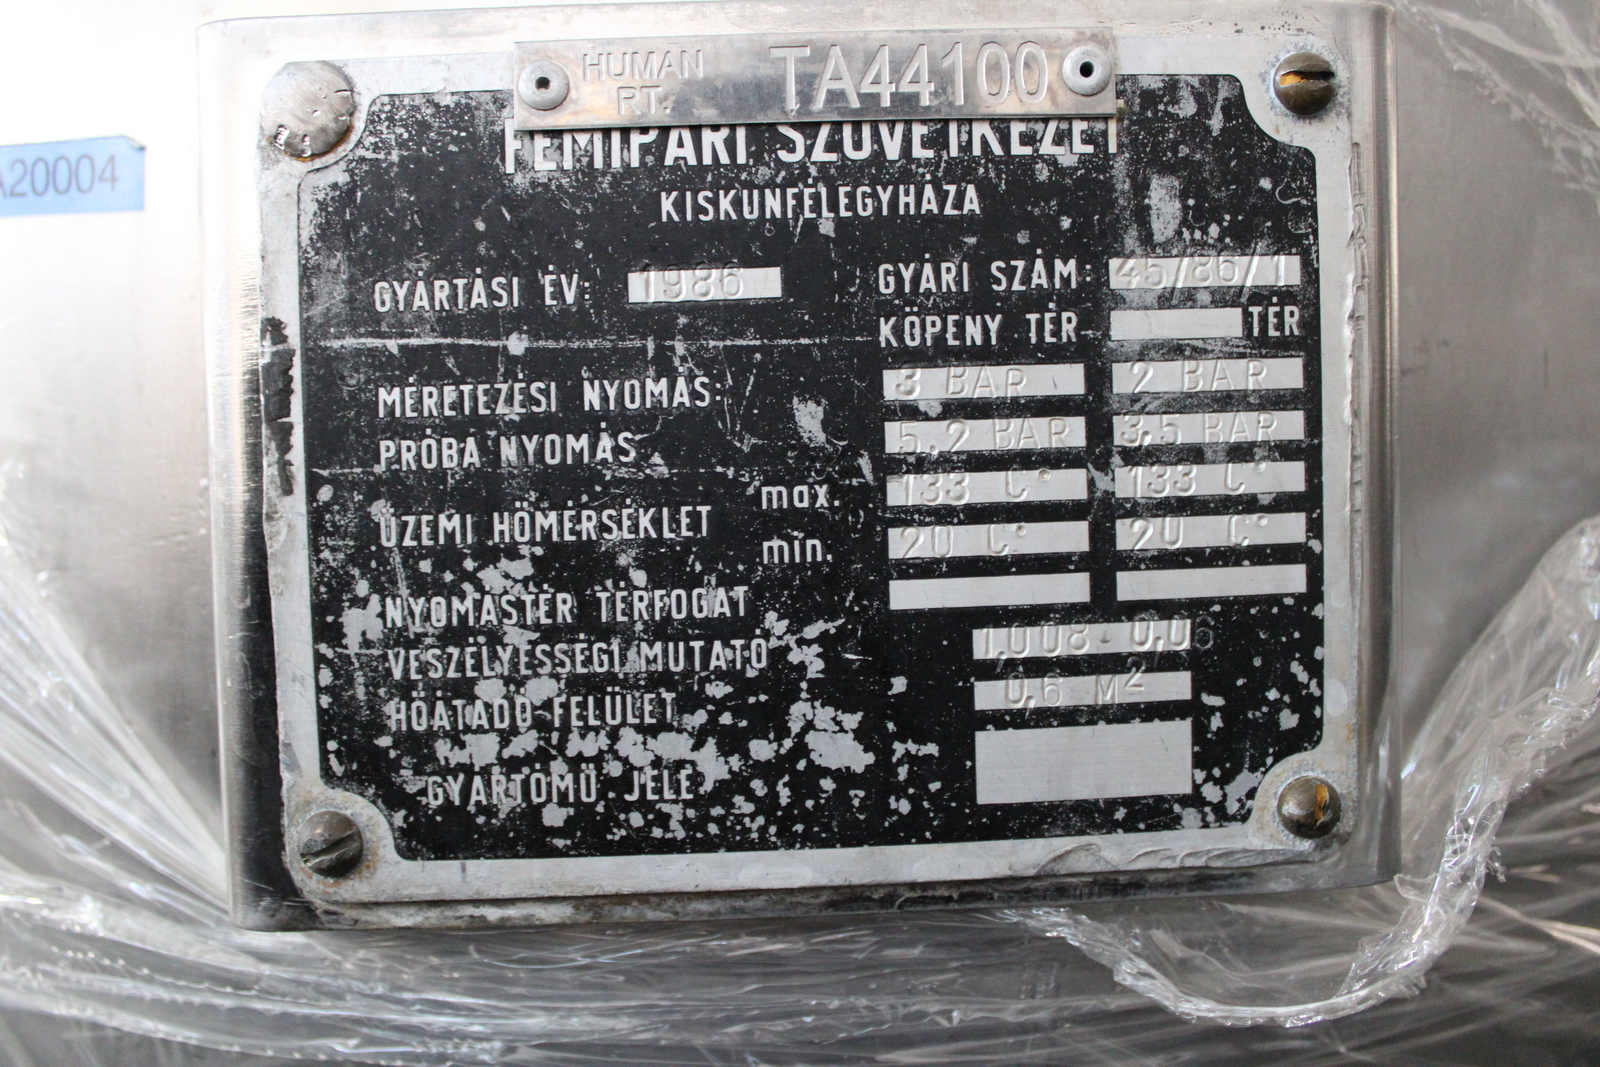 HUMAN RT. TA44100
A20004
FÉMIPARI SZÖVETKEZET
KISKUNFÉLEGYHÁZA
GYÁRTÁSI ÉV: 1986 GYÁRI SZÁM: 45/86/1
KÖPENY TÉR TÉR
MÉRETEZÉSI NYOMÁS: 3 BAR 2 BAR
PRÓBA NYOMÁS 5,2 BAR 3,5 BAR
ÜZEMI HŐMÉRSÉKLET max. 133 C° 133 C°
min. 20 C° 20 C°
NYOMÁSTÉR TÉRFOGAT
VESZÉLYESSÉGI MUTATÓ 1,008-0,06
HŐÁTADÓ FELÜLET 0,6 M²
GYÁRTÓMŰ JELE